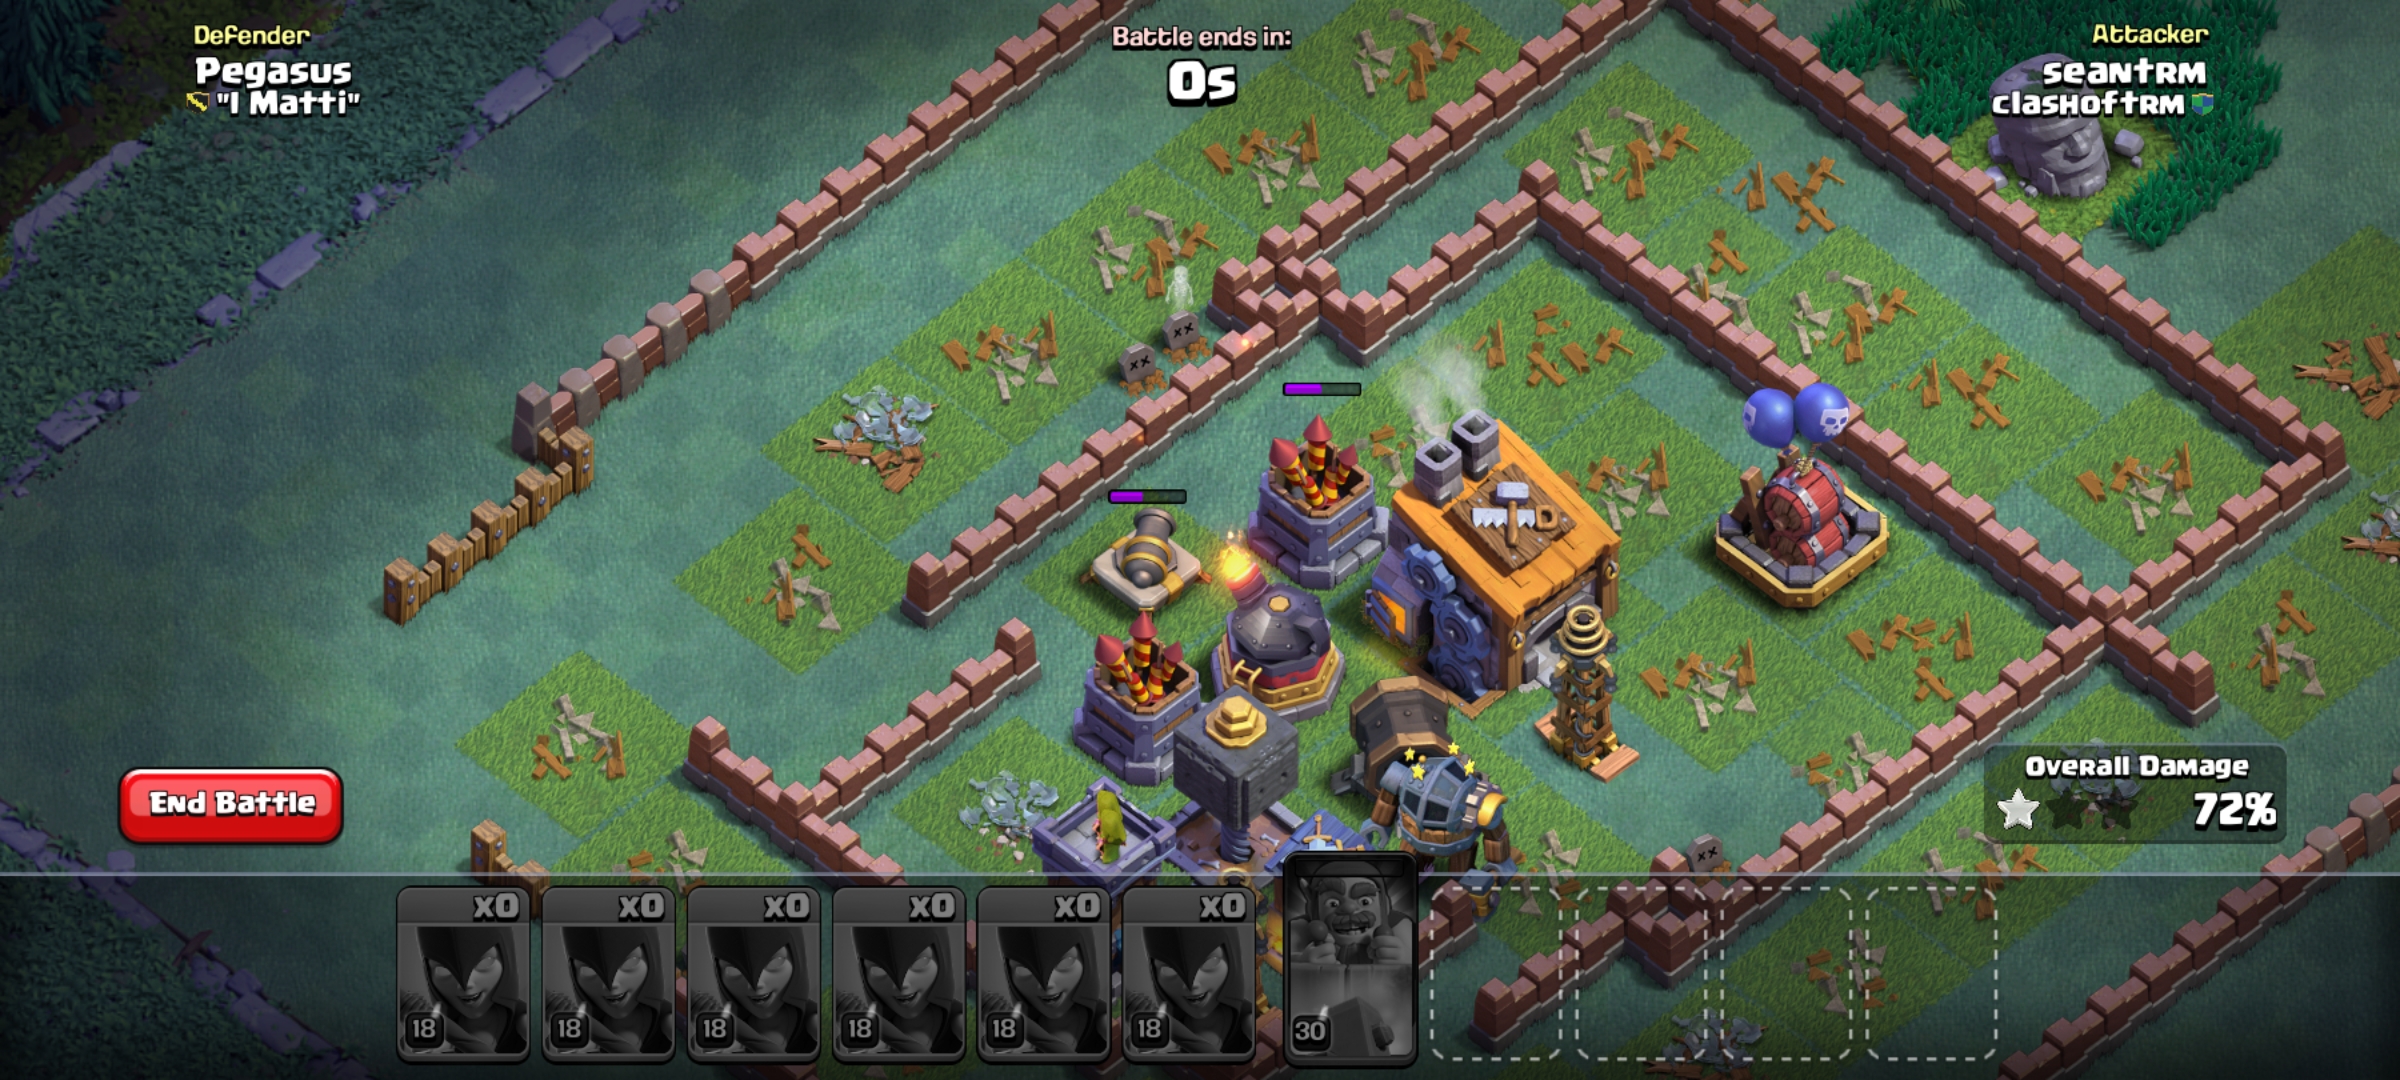 Defender
Pegasus
"I Matti"
Battle ends in:
0s
Attacker
seantRM
clashoftRM
End Battle
Overall Damage
72%
x0
x0
x0
x0
x0
x0
18
18
18
18
18
18
30